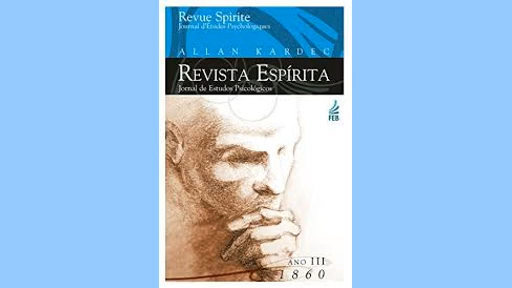 Revue Spirite
Journal d'Études Psychologiques
ALLAN KARDEC
REVISTA ESPÍRITA
Jornal de Estudos Psicológicos
FEB
ANO III
1860